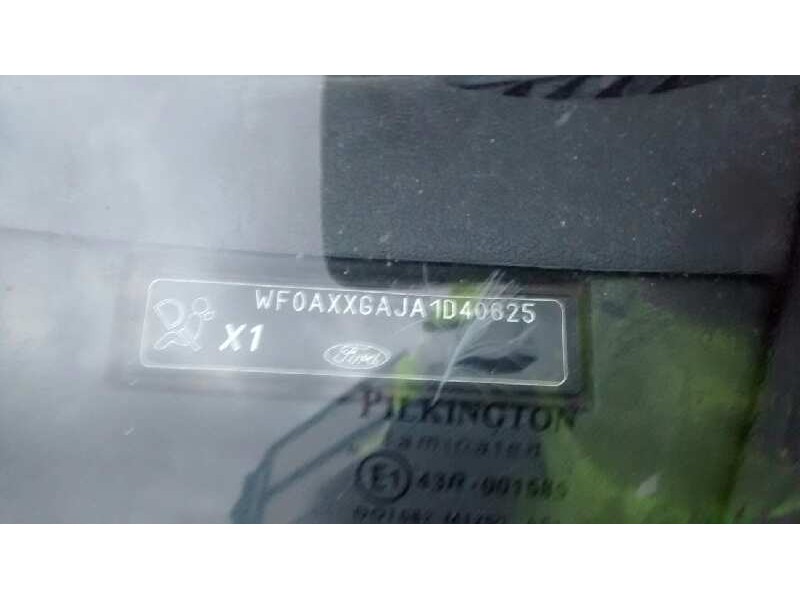 WF0AXXGAJA1D40625
D X1 Ford
PILKINGTON
Laminated
E1 43R-001585